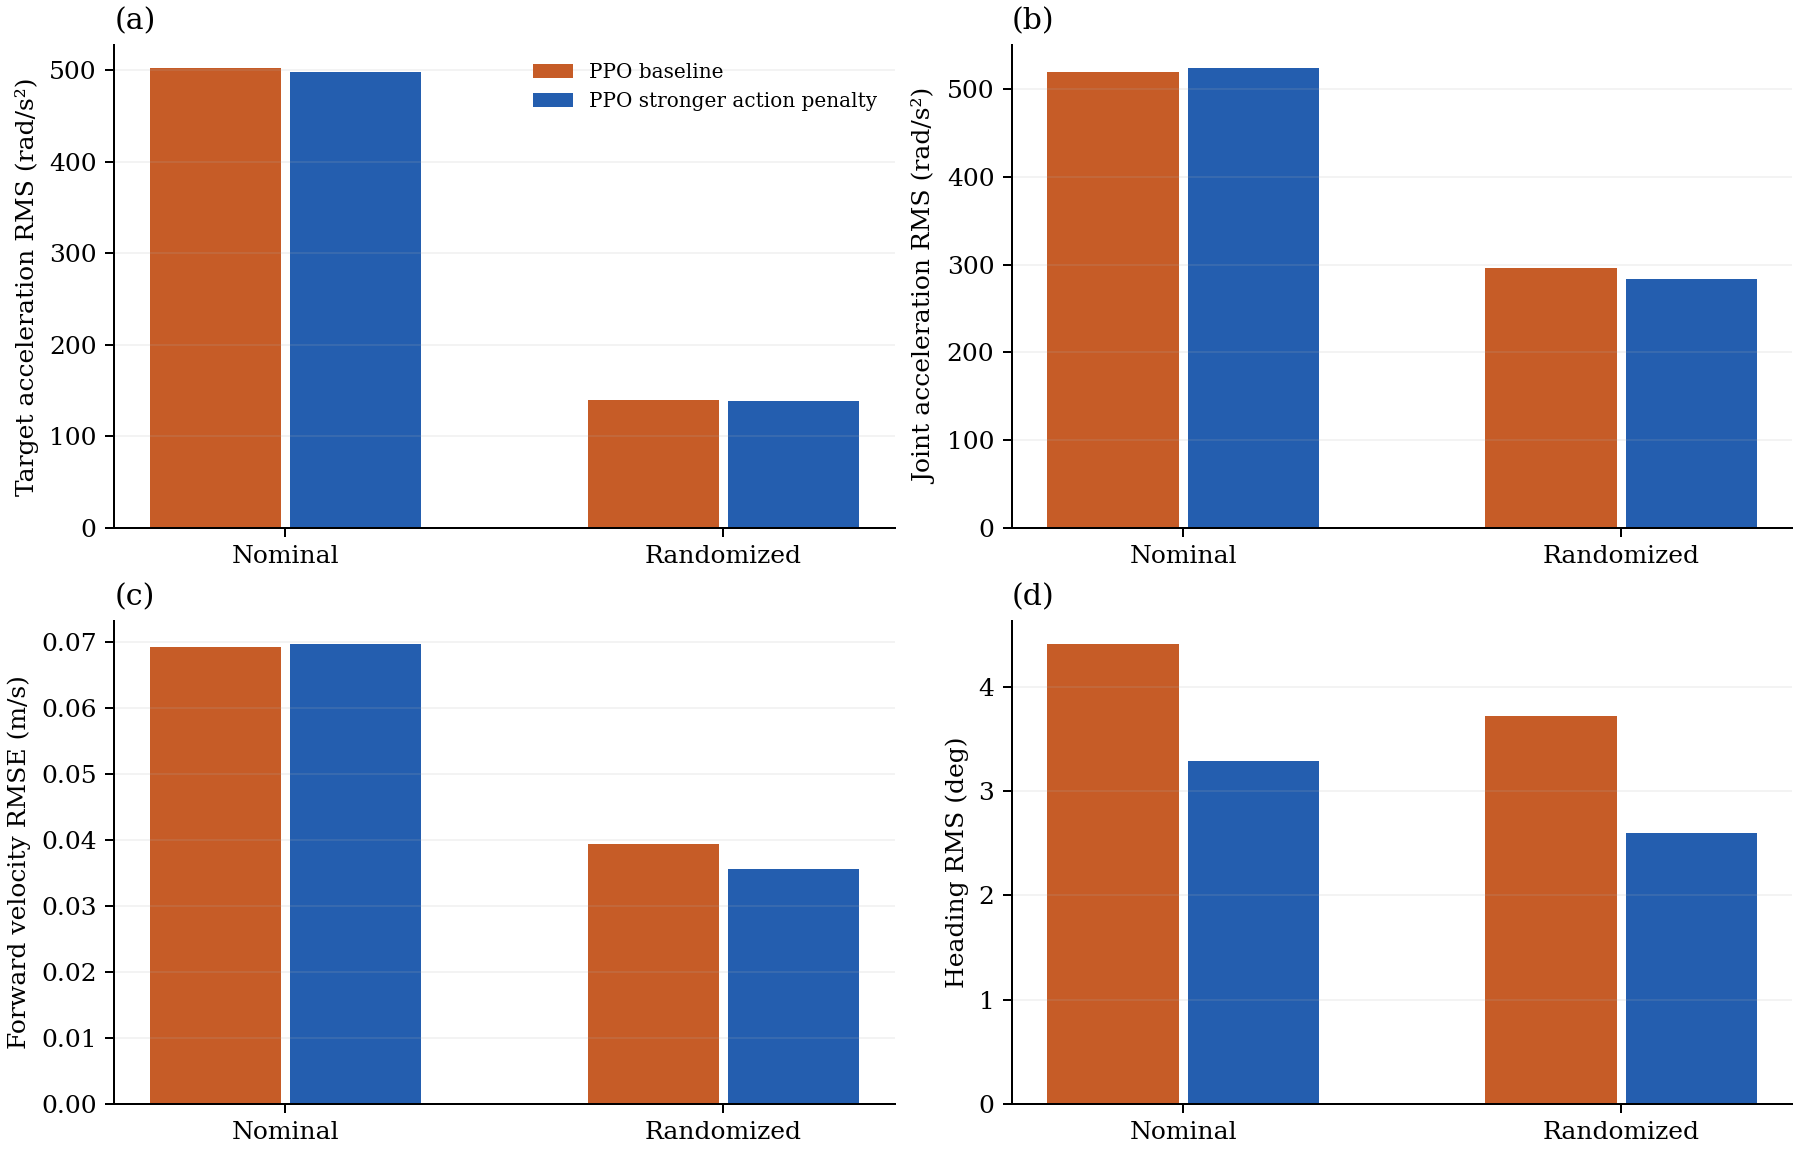 (a)
Target acceleration RMS (rad/s²)
500
400
300
200
100
0
Nominal
Randomized
PPO baseline
PPO stronger action penalty
(b)
Joint acceleration RMS (rad/s²)
500
400
300
200
100
0
Nominal
Randomized
(c)
Forward velocity RMSE (m/s)
0.07
0.06
0.05
0.04
0.03
0.02
0.01
0.00
Nominal
Randomized
(d)
Heading RMS (deg)
4
3
2
1
0
Nominal
Randomized